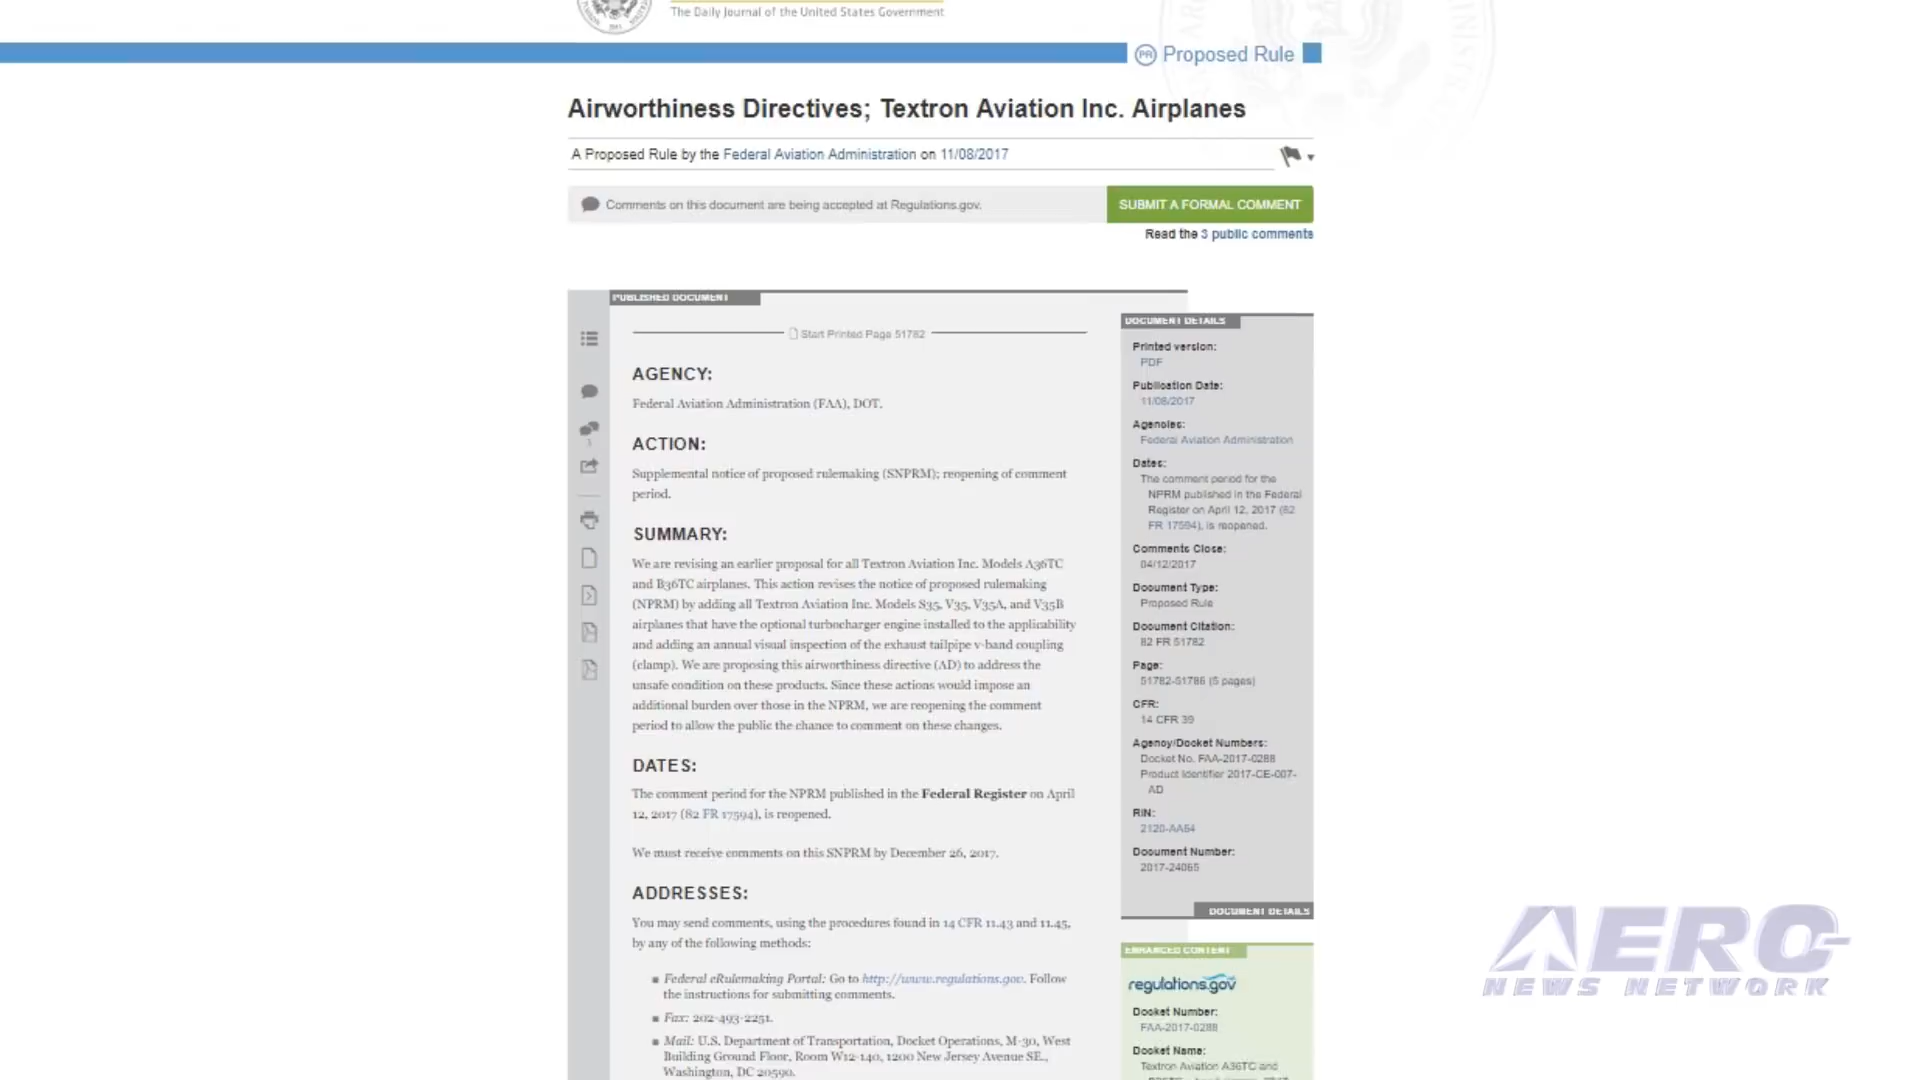 The Daily Journal of the United States Government
PR Proposed Rule
Airworthiness Directives; Textron Aviation Inc. Airplanes
A Proposed Rule by the Federal Aviation Administration on 11/08/2017
Comments on this document are being accepted at Regulations.gov.
SUBMIT A FORMAL COMMENT
Read the 3 public comments
PUBLISHED DOCUMENT
Start Printed Page 51782
AGENCY:
Federal Aviation Administration (FAA), DOT.
ACTION:
Supplemental notice of proposed rulemaking (SNPRM); reopening of comment
period.
SUMMARY:
We are revising an earlier proposal for all Textron Aviation Inc. Models A36TC
and B36TC airplanes. This action revises the notice of proposed rulemaking
(NPRM) by adding all Textron Aviation Inc. Models S35, V35, V35A, and V35B
airplanes that have the optional turbocharger engine installed to the applicability
and adding an annual visual inspection of the exhaust tailpipe v-band coupling
(clamp). We are proposing this airworthiness directive (AD) to address the
unsafe condition on these products. Since these actions would impose an
additional burden over those in the NPRM, we are reopening the comment
period to allow the public the chance to comment on these changes.
DATES:
The comment period for the NPRM published in the Federal Register on April
12, 2017 (82 FR 17594), is reopened.
We must receive comments on this SNPRM by December 26, 2017.
ADDRESSES:
You may send comments, using the procedures found in 14 CFR 11.43 and 11.45,
by any of the following methods:
Federal eRulemaking Portal: Go to http://www.regulations.gov. Follow
the instructions for submitting comments.
Fax: 202-493-2251.
Mail: U.S. Department of Transportation, Docket Operations, M-30, West
Building Ground Floor, Room W12-140, 1200 New Jersey Avenue SE.,
Washington, DC 20590.
DOCUMENT DETAILS
Printed version:
PDF
Publication Date:
11/08/2017
Agencies:
Federal Aviation Administration
Dates:
The comment period for the
NPRM published in the Federal
Register on April 12, 2017 (82
FR 17594), is reopened.
Comments Close:
04/12/2017
Document Type:
Proposed Rule
Document Citation:
82 FR 51782
Page:
51782-51786 (5 pages)
CFR:
14 CFR 39
Agency/Docket Numbers:
Docket No. FAA-2017-0288
Product Identifier 2017-CE-007-
AD
RIN:
2120-AA64
Document Number:
2017-24065
DOCUMENT DETAILS
ENHANCED CONTENT
regulations.gov
Docket Number:
FAA-2017-0288
Docket Name:
Textron Aviation A36TC and
AERO
NEWS NETWORK